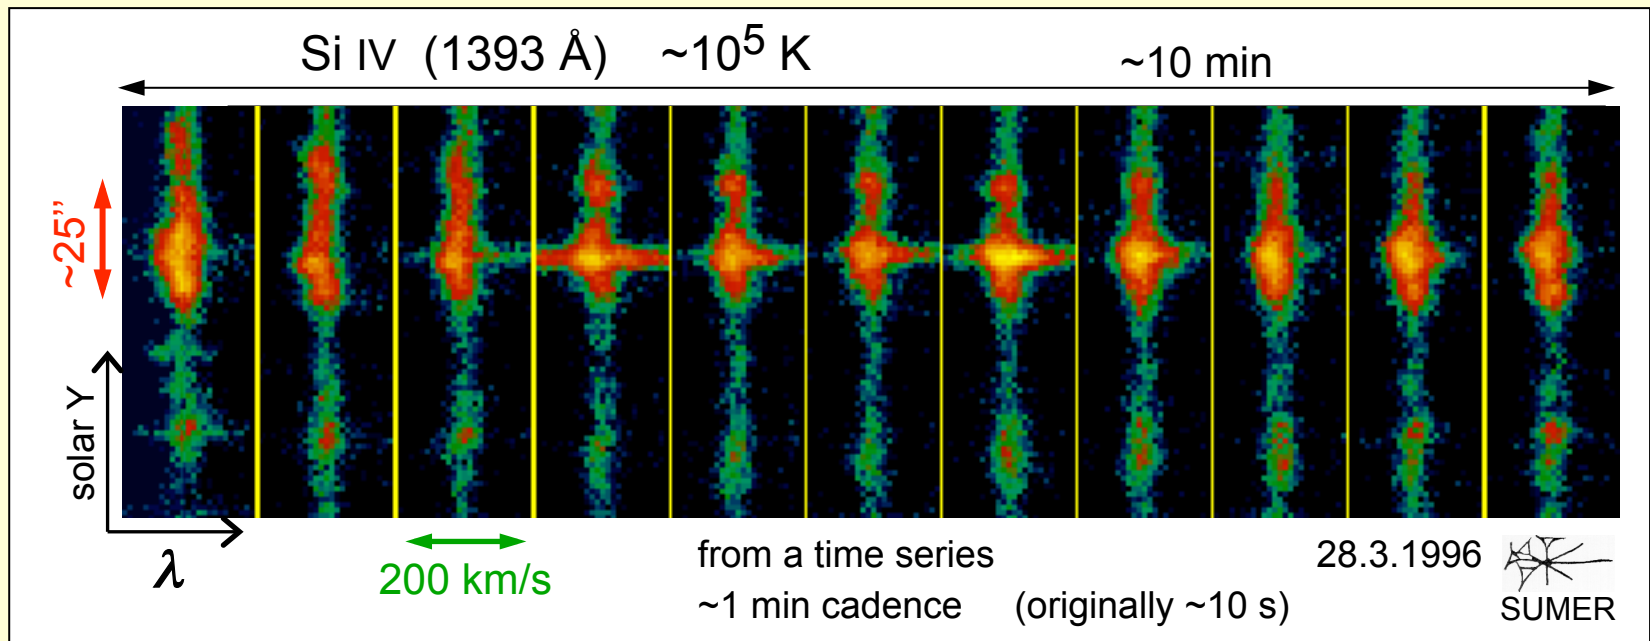 Si IV (1393 Å) ~10⁵ K
~10 min
~25”
solar Y
λ
200 km/s
from a time series
~1 min cadence (originally ~10 s)
28.3.1996
SUMER